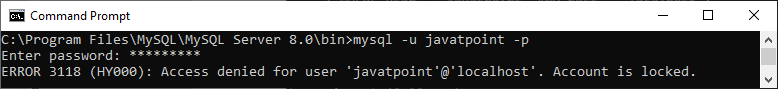 Command Prompt
C:\Program Files\MySQL\MySQL Server 8.0\bin>mysql -u javatpoint -p
Enter password: *********
ERROR 3118 (HY000): Access denied for user 'javatpoint'@'localhost'. Account is locked.